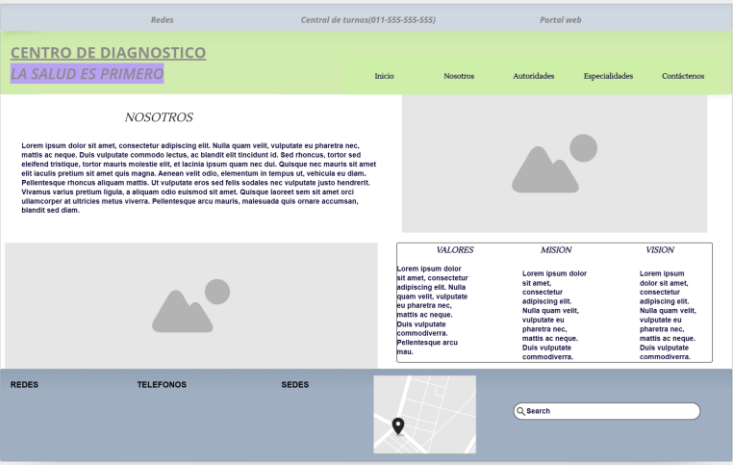 Redes
Central de turnos(011-555-555-555)
Portal web
CENTRO DE DIAGNOSTICO
LA SALUD ES PRIMERO
Inicio
Nosotros
Autoridades
Especialidades
Contáctenos
NOSOTROS
Lorem ipsum dolor sit amet, consectetur adipiscing elit. Nulla quam velit, vulputate eu pharetra nec,
mattis ac neque. Duis vulputate commodo lectus, ac blandit elit tincidunt id. Sed rhoncus, tortor sed
eleifend tristique, tortor mauris molestie elit, et lacinia ipsum quam nec dui. Quisque nec mauris sit amet
elit iaculis pretium sit amet quis magna. Aenean velit odio, elementum in tempus ut, vehicula eu diam.
Pellentesque rhoncus aliquam mattis. Ut vulputate eros sed felis sodales nec vulputate justo hendrerit.
Vivamus varius pretium ligula, a aliquam odio euismod sit amet. Quisque laoreet sem sit amet orci
ullamcorper at ultricies metus viverra. Pellentesque arcu mauris, malesuada quis ornare accumsan,
blandit sed diam.
VALORES
Lorem ipsum dolor
sit amet, consectetur
adipiscing elit. Nulla
quam velit, vulputate
eu pharetra nec,
mattis ac neque.
Duis vulputate
commodiverra.
Pellentesque arcu
mau.
MISION
Lorem ipsum dolor
sit amet,
consectetur
adipiscing elit.
Nulla quam velit,
vulputate eu
pharetra nec,
mattis ac neque.
Duis vulputate
commodiverra.
VISION
Lorem ipsum
dolor sit amet,
consectetur
adipiscing elit.
Nulla quam velit,
vulputate eu
pharetra nec,
mattis ac neque.
Duis vulputate
commodiverra.
REDES
TELEFONOS
SEDES
Search